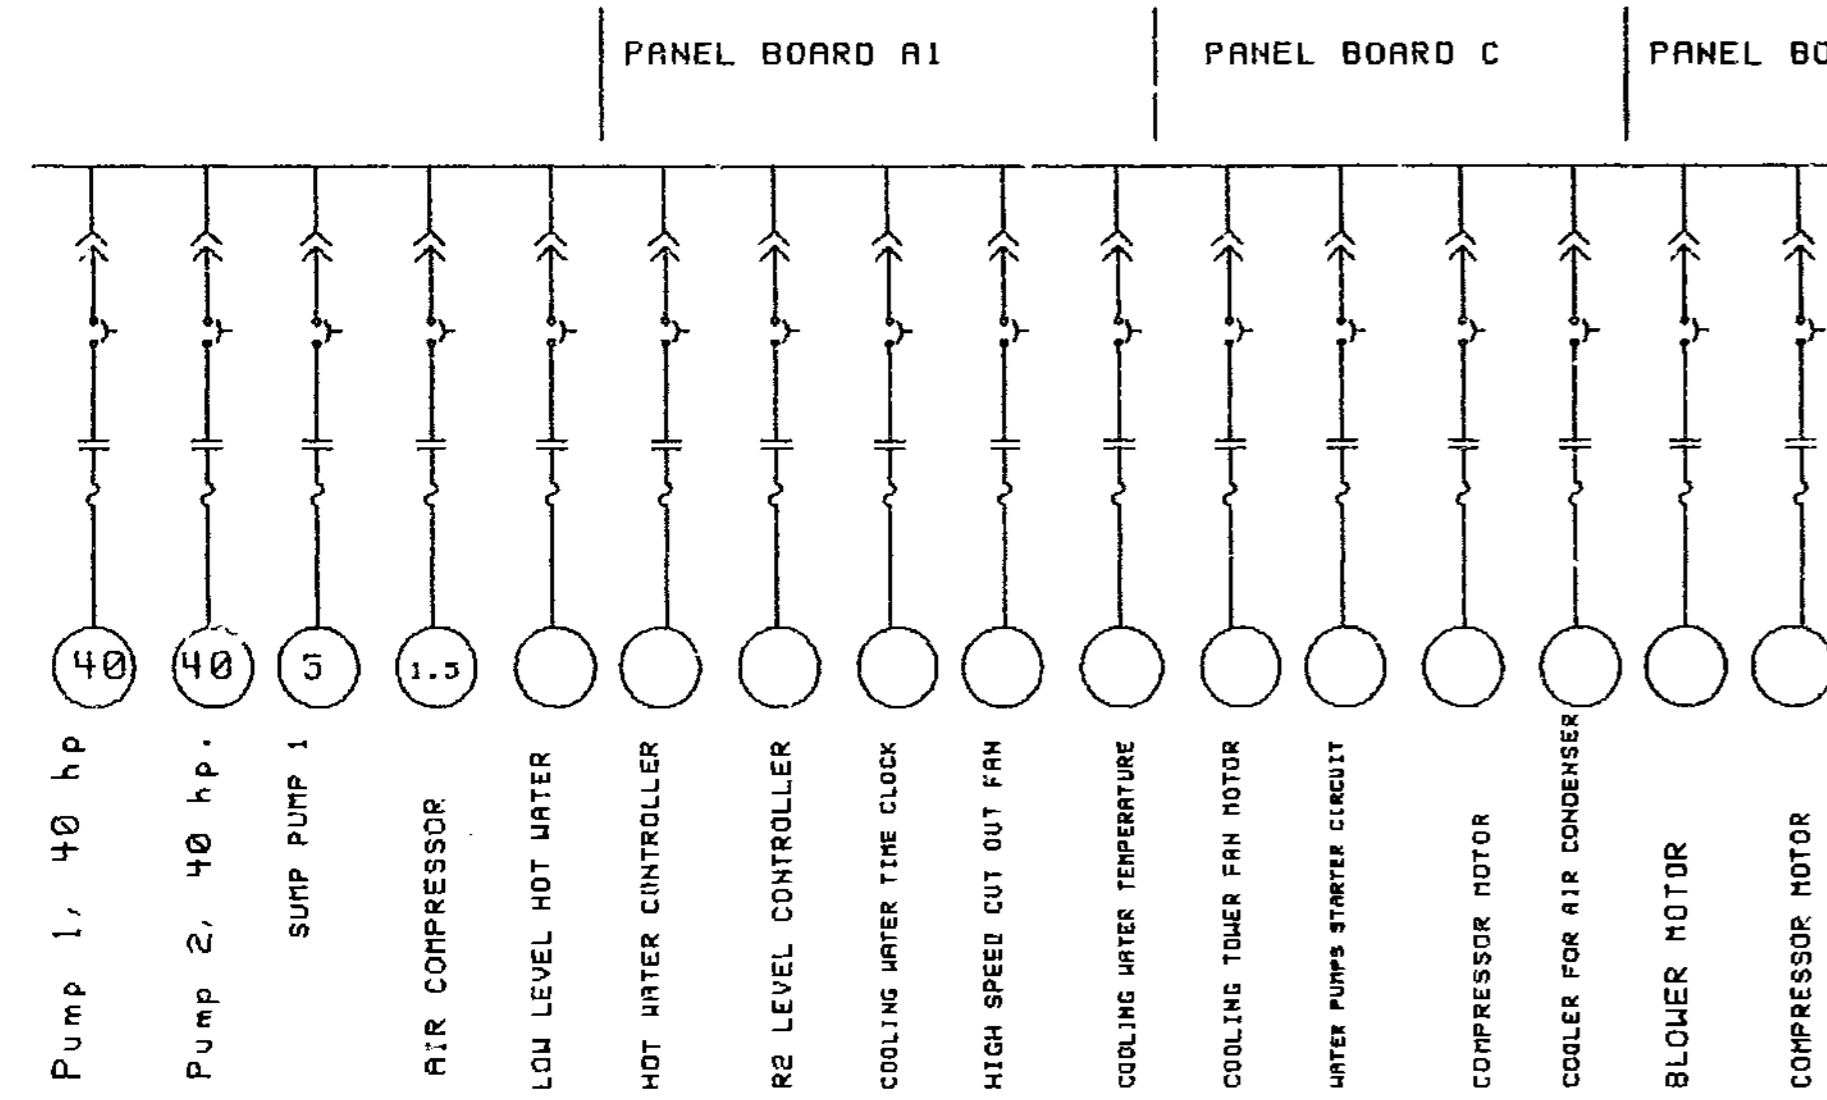 PANEL BOARD A1
PANEL BOARD C
PANEL BO
40
40
5
1.5
Pump 1, 40 hp
Pump 2, 40 hp.
SUMP PUMP 1
AIR COMPRESSOR
LOW LEVEL HOT WATER
HOT WATER CONTROLLER
R2 LEVEL CONTROLLER
COOLING WATER TIME CLOCK
HIGH SPEED CUT OUT FAN
COOLING WATER TEMPERATURE
COOLING TOWER FAN MOTOR
WATER PUMPS STARTER CIRCUIT
COMPRESSOR MOTOR
COOLER FOR AIR CONDENSER
BLOWER MOTOR
COMPRESSOR MOTOR